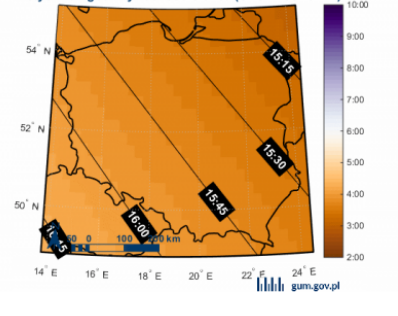 10:00
9:00
8:00
7:00
6:00
5:00
4:00
3:00
2:00
54° N
52° N
50° N
15:15
15:30
15:45
16:00
100
km
0
14° E
16° E
18° E
20° E
22° E
24° E
gum.gov.pl